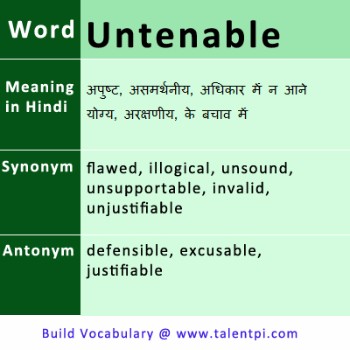 Word Untenable
Meaning in Hindi अपुष्ट, असमर्थनीय, अधिकार में न आने
योग्य, अरक्षणीय, के बचाव में
Synonym flawed, illogical, unsound,
unsupportable, invalid,
unjustifiable
Antonym defensible, excusable,
justifiable
Build Vocabulary @ www.talentpi.com